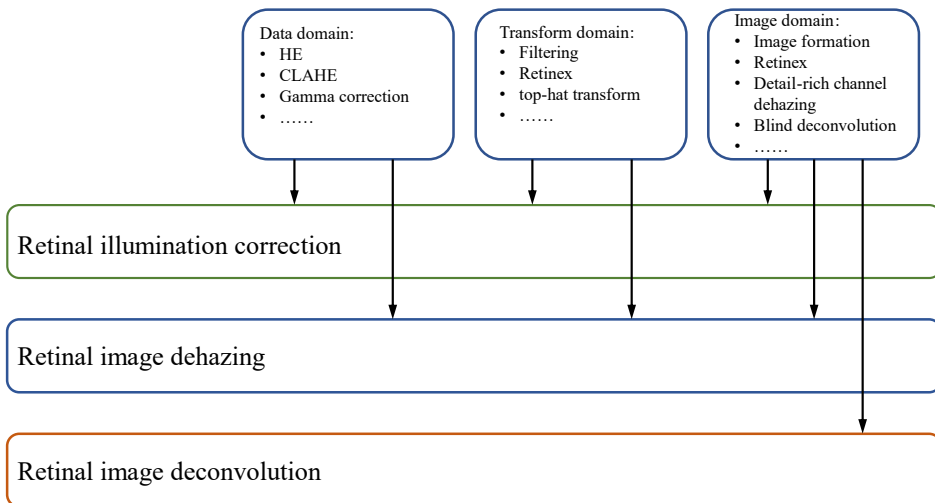 Data domain:
• HE
• CLAHE
• Gamma correction
• ……
Transform domain:
• Filtering
• Retinex
• top-hat transform
• ……
Image domain:
• Image formation
• Retinex
• Detail-rich channel
dehazing
• Blind deconvolution
• ……
Retinal illumination correction
Retinal image dehazing
Retinal image deconvolution